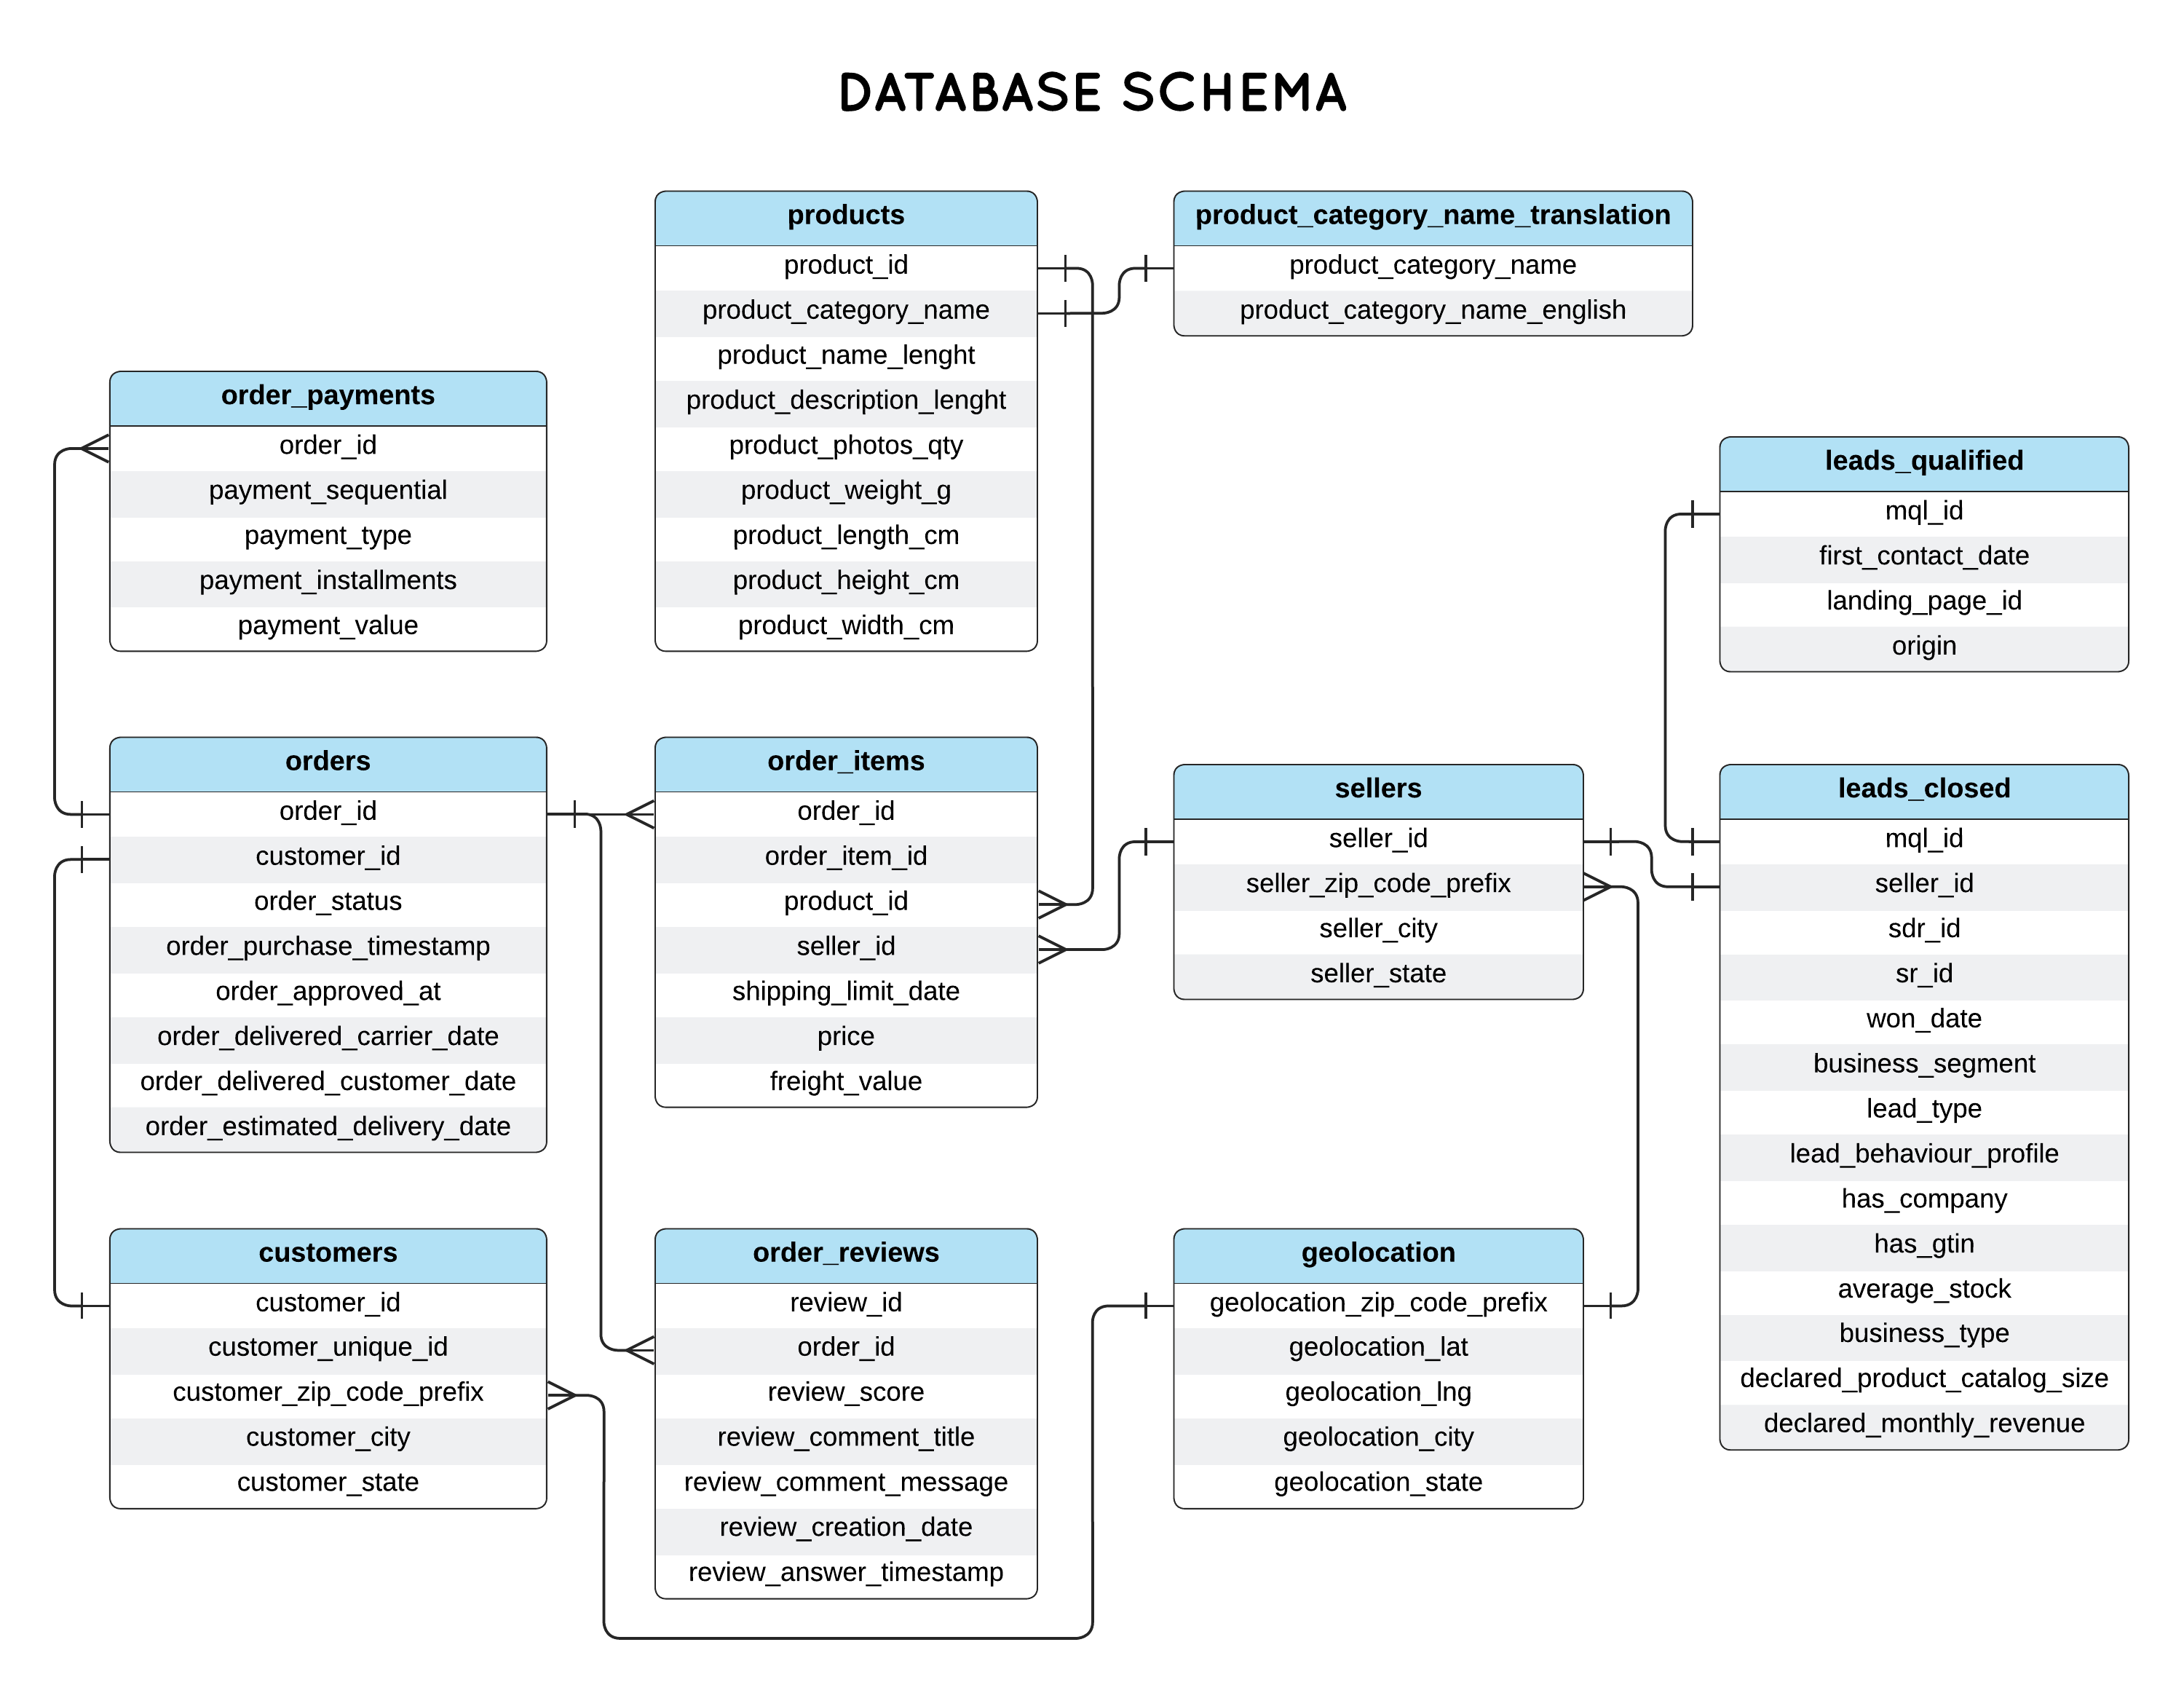 DATABASE SCHEMA
products
product_id
product_category_name
product_name_lenght
product_description_lenght
product_photos_qty
product_weight_g
product_length_cm
product_height_cm
product_width_cm
product_category_name_translation
product_category_name
product_category_name_english
order_payments
order_id
payment_sequential
payment_type
payment_installments
payment_value
leads_qualified
mql_id
first_contact_date
landing_page_id
origin
orders
order_id
customer_id
order_status
order_purchase_timestamp
order_approved_at
order_delivered_carrier_date
order_delivered_customer_date
order_estimated_delivery_date
order_items
order_id
order_item_id
product_id
seller_id
shipping_limit_date
price
freight_value
sellers
seller_id
seller_zip_code_prefix
seller_city
seller_state
leads_closed
mql_id
seller_id
sdr_id
sr_id
won_date
business_segment
lead_type
lead_behaviour_profile
has_company
has_gtin
average_stock
business_type
declared_product_catalog_size
declared_monthly_revenue
customers
customer_id
customer_unique_id
customer_zip_code_prefix
customer_city
customer_state
order_reviews
review_id
order_id
review_score
review_comment_title
review_comment_message
review_creation_date
review_answer_timestamp
geolocation
geolocation_zip_code_prefix
geolocation_lat
geolocation_lng
geolocation_city
geolocation_state